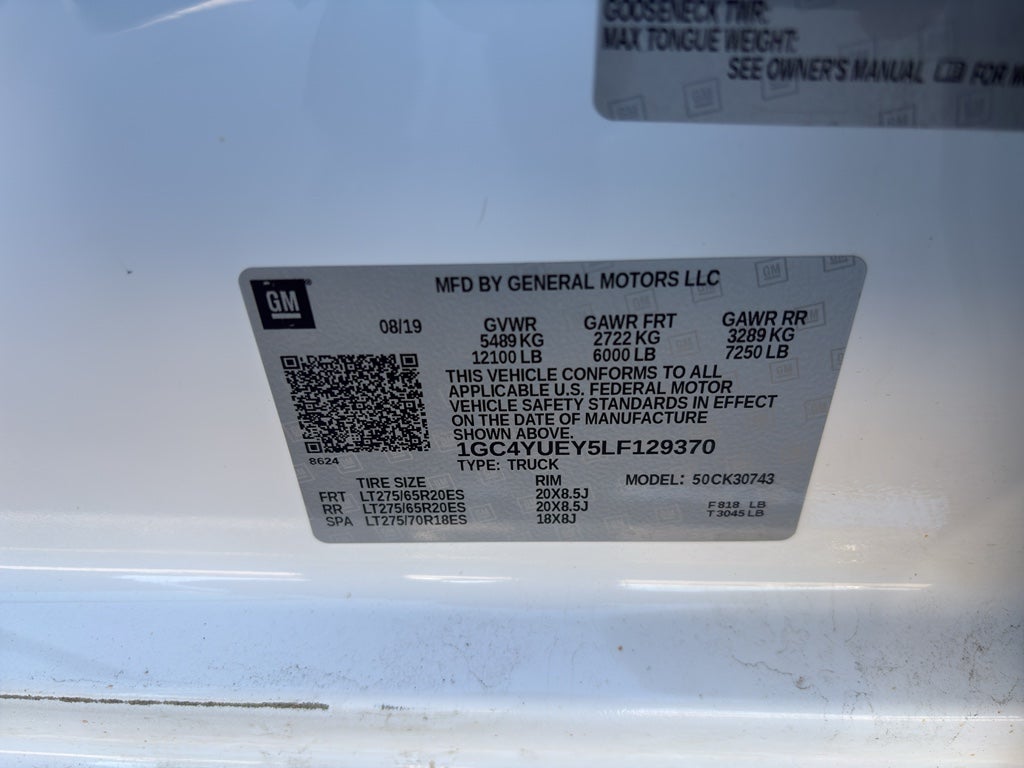 GOOSENECK TWR:
MAX TONGUE WEIGHT:
SEE OWNER'S MANUAL FOR
GM
MFD BY GENERAL MOTORS LLC
08/19 GVWR GAWR FRT GAWR RR
5489 KG 2722 KG 3289 KG
12100 LB 6000 LB 7250 LB
THIS VEHICLE CONFORMS TO ALL
APPLICABLE U.S. FEDERAL MOTOR
VEHICLE SAFETY STANDARDS IN EFFECT
ON THE DATE OF MANUFACTURE
SHOWN ABOVE.
8624 1GC4YUEY5LF129370
TYPE: TRUCK
TIRE SIZE RIM MODEL: 50CK30743
FRT LT275/65R20ES 20X8.5J
RR LT275/65R20ES 20X8.5J F 818 LB
SPA LT275/70R18ES 18X8J T 3045 LB